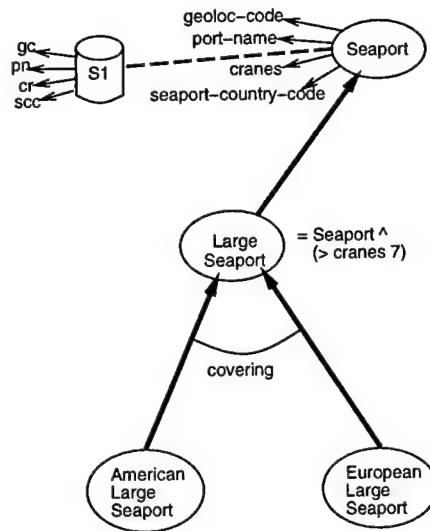 geoloc-code
port-name
cranes
seaport-country-code
Seaport
gc
pn
cr
scc
S1
Large
Seaport
= Seaport ^
(> cranes 7)
covering
American
Large
Seaport
European
Large
Seaport